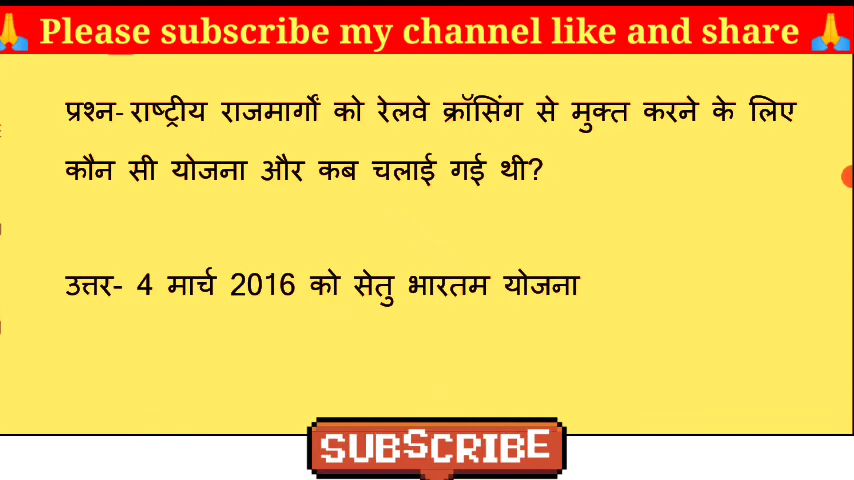 🙏 Please subscribe my channel like and share 🙏
प्रश्न- राष्ट्रीय राजमार्गों को रेलवे क्रॉसिंग से मुक्त करने के लिए
कौन सी योजना और कब चलाई गई थी?
उत्तर- 4 मार्च 2016 को सेतु भारतम योजना
SUBSCRIBE